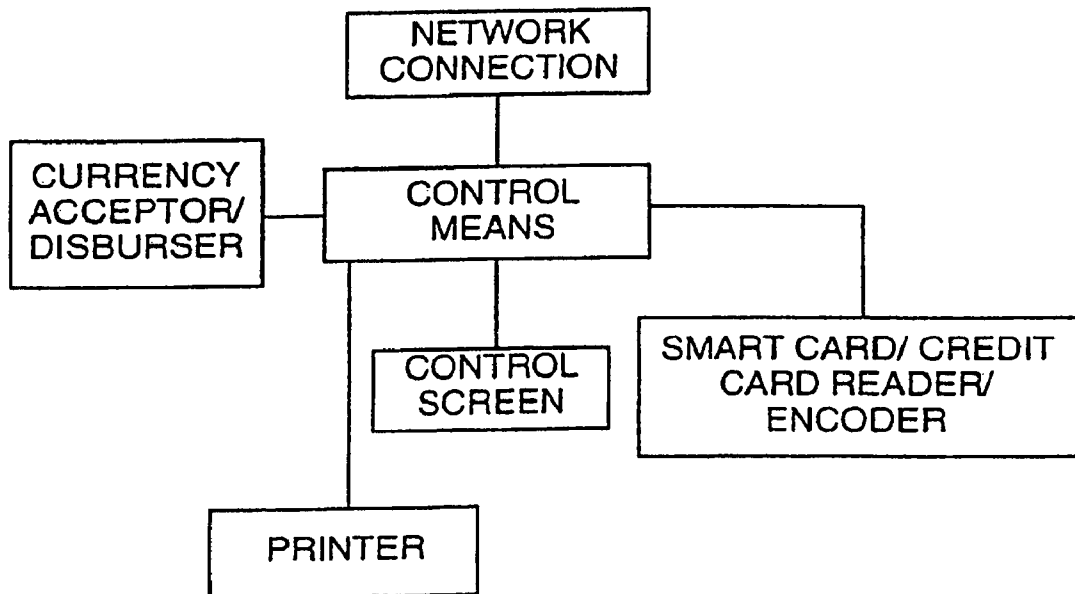 NETWORK
CONNECTION
CURRENCY
ACCEPTOR/
DISBURSER
CONTROL
MEANS
CONTROL
SCREEN
SMART CARD/ CREDIT
CARD READER/
ENCODER
PRINTER